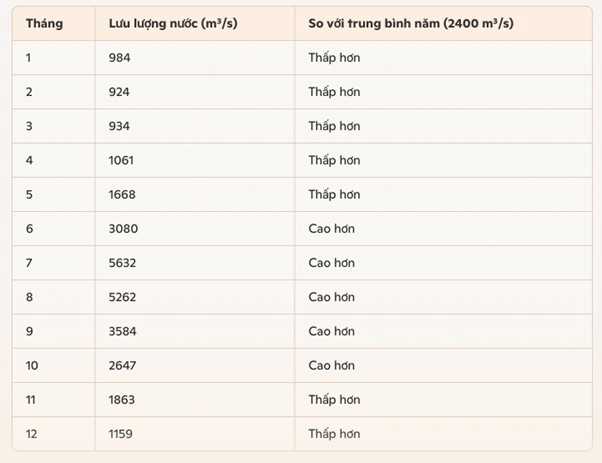 Tháng Lưu lượng nước (m³/s) So với trung bình năm (2400 m³/s)
1 984 Thấp hơn
2 924 Thấp hơn
3 934 Thấp hơn
4 1061 Thấp hơn
5 1668 Thấp hơn
6 3080 Cao hơn
7 5632 Cao hơn
8 5262 Cao hơn
9 3584 Cao hơn
10 2647 Cao hơn
11 1863 Thấp hơn
12 1159 Thấp hơn